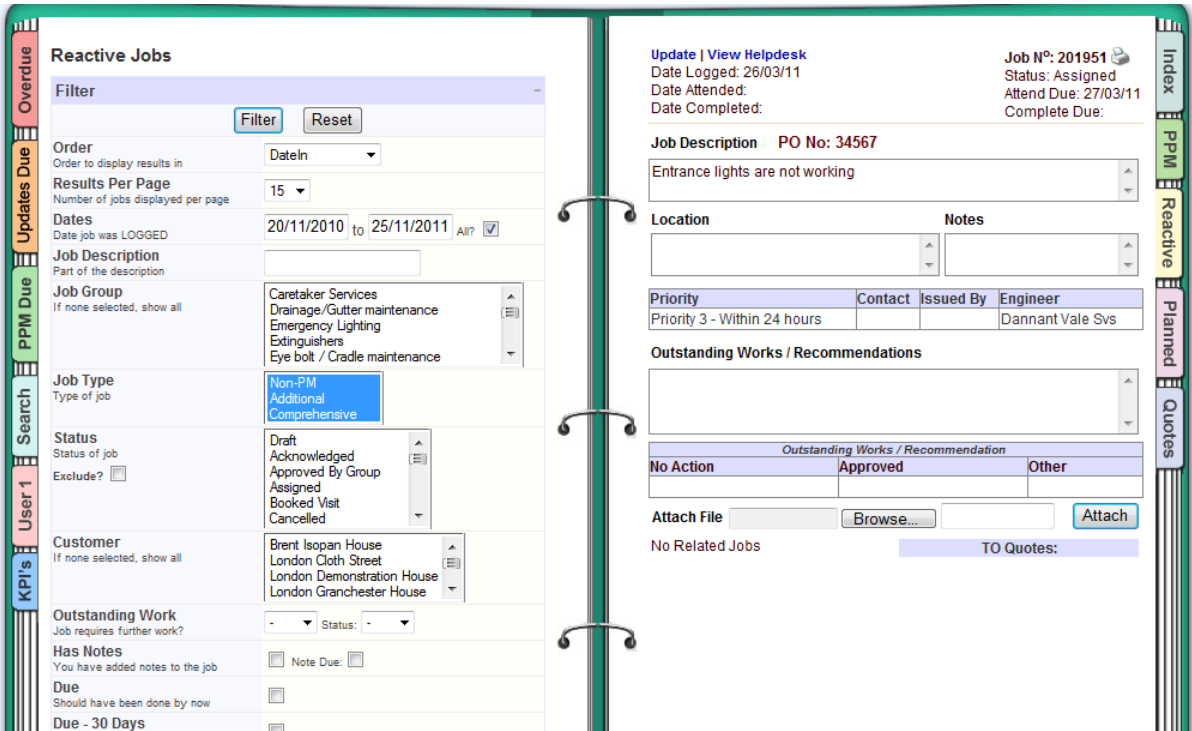 Overdue
Updates Due
PPM Due
Search
User 1
KPI's
Reactive Jobs
Filter
Filter Reset
Order
Order to display results in
DateIn
Results Per Page
Number of jobs displayed per page
15
Dates
Date job was LOGGED
20/11/2010 to 25/11/2011 All?
Job Description
Part of the description
Job Group
If none selected, show all
Caretaker Services
Drainage/Gutter maintenance
Emergency Lighting
Extinguishers
Eye bolt / Cradle maintenance
Job Type
Type of job
Non-PM
Additional
Comprehensive
Status
Status of job
Exclude?
Draft
Acknowledged
Approved By Group
Assigned
Booked Visit
Cancelled
Customer
If none selected, show all
Brent Isopan House
London Cloth Street
London Demonstration House
London Granchester House
Outstanding Work
Job requires further work?
- Status: -
Has Notes
You have added notes to the job
Note Due:
Due
Should have been done by now
Due - 30 Days
Update | View Helpdesk
Date Logged: 26/03/11
Date Attended:
Date Completed:
Job Nº: 201951
Status: Assigned
Attend Due: 27/03/11
Complete Due:
Job Description PO No: 34567
Entrance lights are not working
Location Notes
Priority Contact Issued By Engineer
Priority 3 - Within 24 hours Dannant Vale Svs
Outstanding Works / Recommendations
Outstanding Works / Recommendation
No Action Approved Other
Attach File Browse... Attach
No Related Jobs TO Quotes:
Index
PPM
Reactive
Planned
Quotes